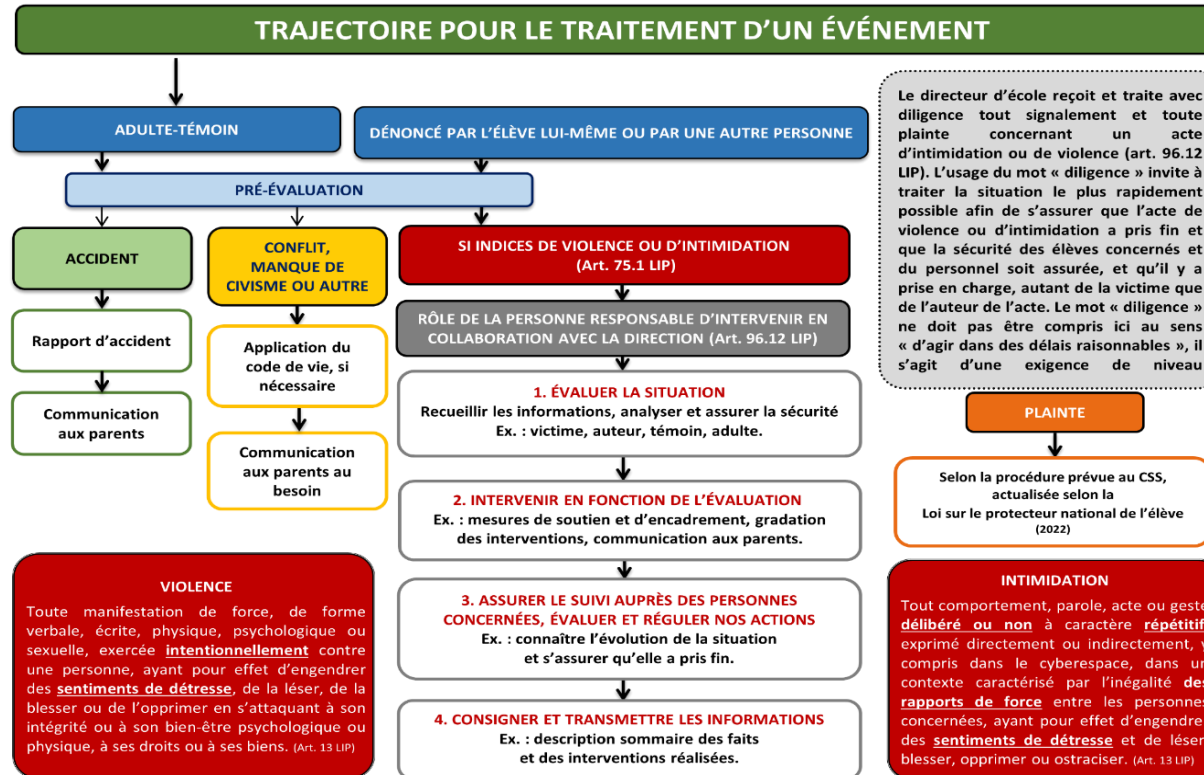 TRAJECTOIRE POUR LE TRAITEMENT D'UN ÉVÉNEMENT
ADULTE-TÉMOIN
DÉNONCÉ PAR L'ÉLÈVE LUI-MÊME OU PAR UNE AUTRE PERSONNE
PRÉ-ÉVALUATION
ACCIDENT
Rapport d'accident
Communication
aux parents
CONFLIT,
MANQUE DE
CIVISME OU AUTRE
Application du
code de vie, si
nécessaire
Communication
aux parents au
besoin
SI INDICES DE VIOLENCE OU D'INTIMIDATION
(Art. 75.1 LIP)
RÔLE DE LA PERSONNE RESPONSABLE D'INTERVENIR EN
COLLABORATION AVEC LA DIRECTION (Art. 96.12 LIP)
1. ÉVALUER LA SITUATION
Recueillir les informations, analyser et assurer la sécurité
Ex. : victime, auteur, témoin, adulte.
2. INTERVENIR EN FONCTION DE L'ÉVALUATION
Ex. : mesures de soutien et d'encadrement, gradation
des interventions, communication aux parents.
3. ASSURER LE SUIVI AUPRÈS DES PERSONNES
CONCERNÉES, ÉVALUER ET RÉGULER NOS ACTIONS
Ex. : connaître l'évolution de la situation
et s'assurer qu'elle a pris fin.
4. CONSIGNER ET TRANSMETTRE LES INFORMATIONS
Ex. : description sommaire des faits
et des interventions réalisées.
Le directeur d'école reçoit et traite avec
diligence tout signalement et toute
plainte concernant un acte
d'intimidation ou de violence (art. 96.12
LIP). L'usage du mot « diligence » invite à
traiter la situation le plus rapidement
possible afin de s'assurer que l'acte de
violence ou d'intimidation a pris fin et
que la sécurité des élèves concernés et
du personnel soit assurée, et qu'il y a
prise en charge, autant de la victime que
de l'auteur de l'acte. Le mot « diligence »
ne doit pas être compris ici au sens
« d'agir dans des délais raisonnables », il
s'agit d'une exigence de niveau
PLAINTE
Selon la procédure prévue au CSS,
actualisée selon la
Loi sur le protecteur national de l'élève
(2022)
VIOLENCE
Toute manifestation de force, de forme
verbale, écrite, physique, psychologique ou
sexuelle, exercée intentionnellement contre
une personne, ayant pour effet d'engendrer
des sentiments de détresse, de la léser, de la
blesser ou de l'opprimer en s'attaquant à son
intégrité ou à son bien-être psychologique ou
physique, à ses droits ou à ses biens. (Art. 13 LIP)
INTIMIDATION
Tout comportement, parole, acte ou geste
délibéré ou non à caractère répétitif
exprimé directement ou indirectement, y
compris dans le cyberespace, dans un
contexte caractérisé par l'inégalité des
rapports de force entre les personnes
concernées, ayant pour effet d'engendrer
des sentiments de détresse et de léser,
blesser, opprimer ou ostraciser. (Art. 13 LIP)